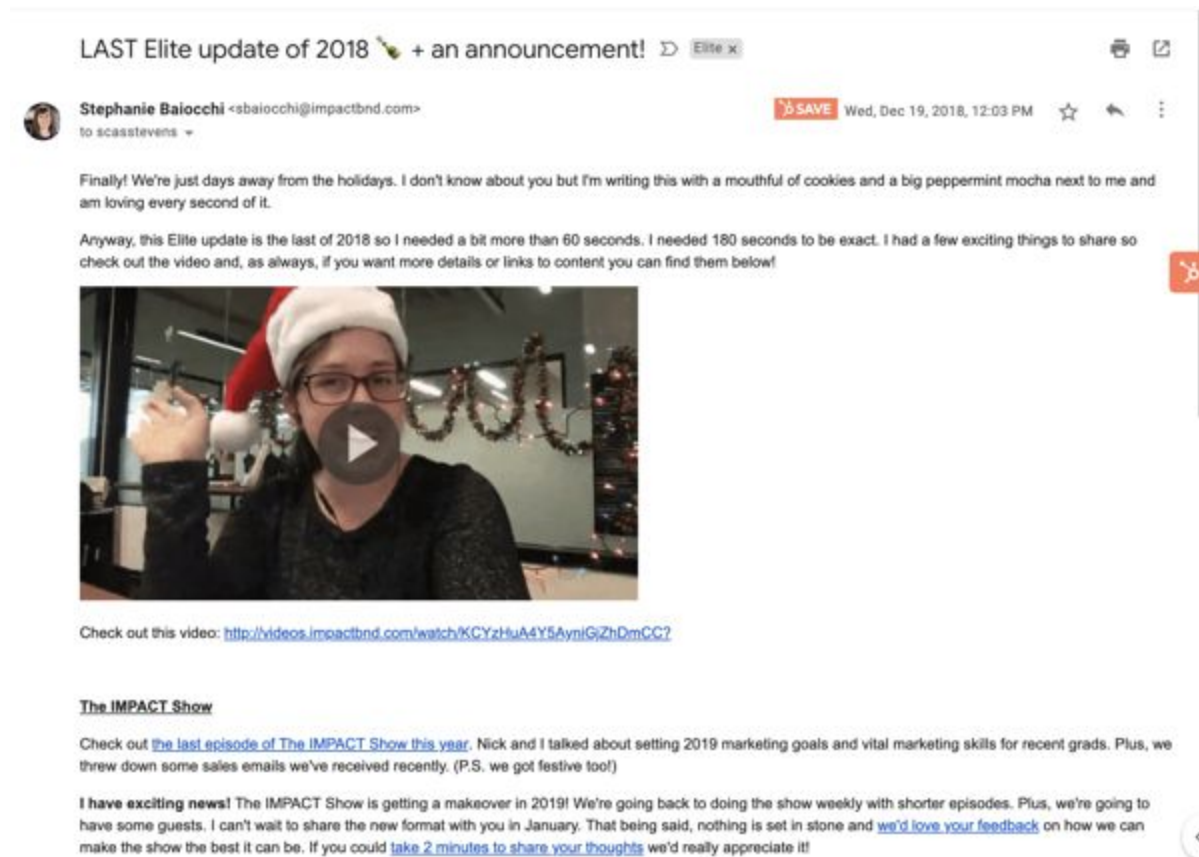 LAST Elite update of 2018 🍾 + an announcement! Elite x
Stephanie Baiocchi <sbaiocchi@impactbnd.com> SAVE Wed, Dec 19, 2018, 12:03 PM
to scasstevens
Finally! We're just days away from the holidays. I don't know about you but I'm writing this with a mouthful of cookies and a big peppermint mocha next to me and
am loving every second of it.
Anyway, this Elite update is the last of 2018 so I needed a bit more than 60 seconds. I needed 180 seconds to be exact. I had a few exciting things to share so
check out the video and, as always, if you want more details or links to content you can find them below!
Check out this video: http://videos.impactbnd.com/watch/KCYzHuA4Y5AyniGjZhDmCC?
The IMPACT Show
Check out the last episode of The IMPACT Show this year. Nick and I talked about setting 2019 marketing goals and vital marketing skills for recent grads. Plus, we
threw down some sales emails we've received recently. (P.S. we got festive too!)
I have exciting news! The IMPACT Show is getting a makeover in 2019! We're going back to doing the show weekly with shorter episodes. Plus, we're going to
have some guests. I can't wait to share the new format with you in January. That being said, nothing is set in stone and we'd love your feedback on how we can
make the show the best it can be. If you could take 2 minutes to share your thoughts we'd really appreciate it!